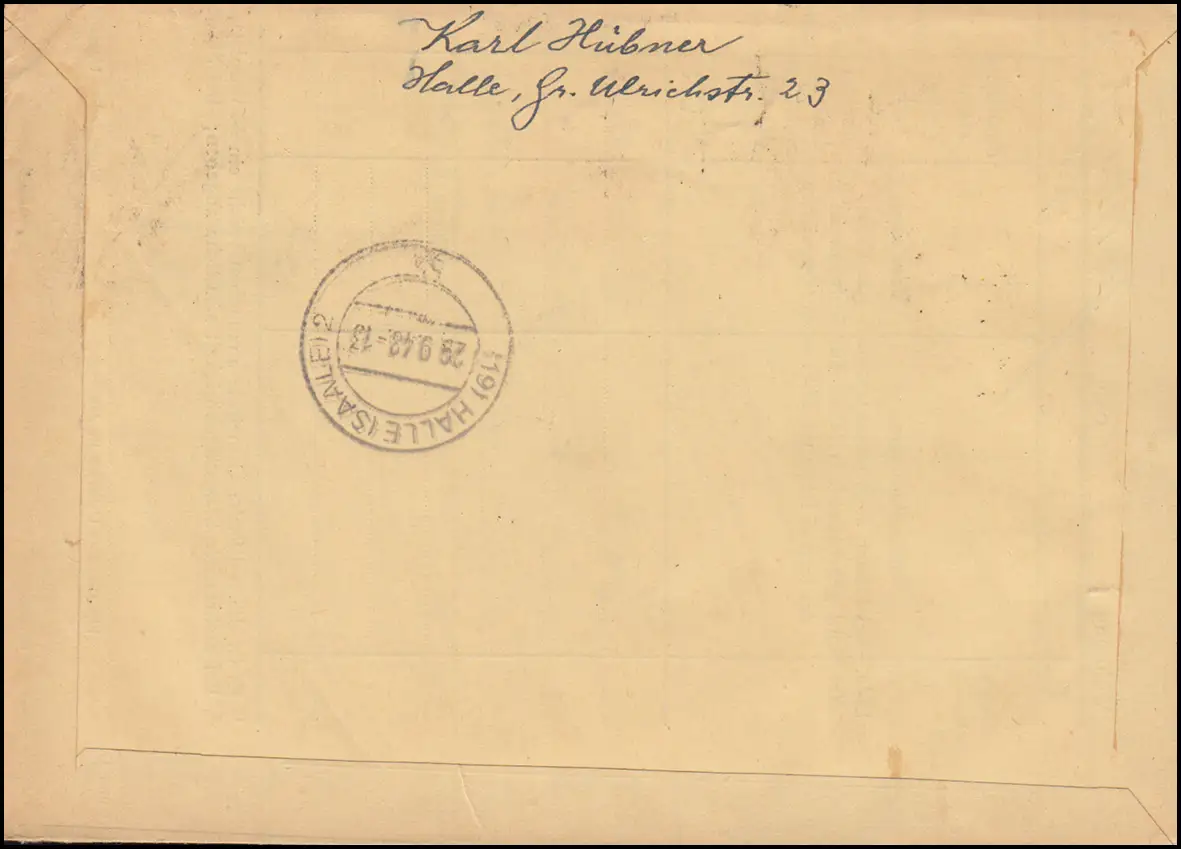 Karl Hübner
Halle, Gr. Ulrichstr. 23
(19) HALLE (SAALE) 2
29.9.48.-13